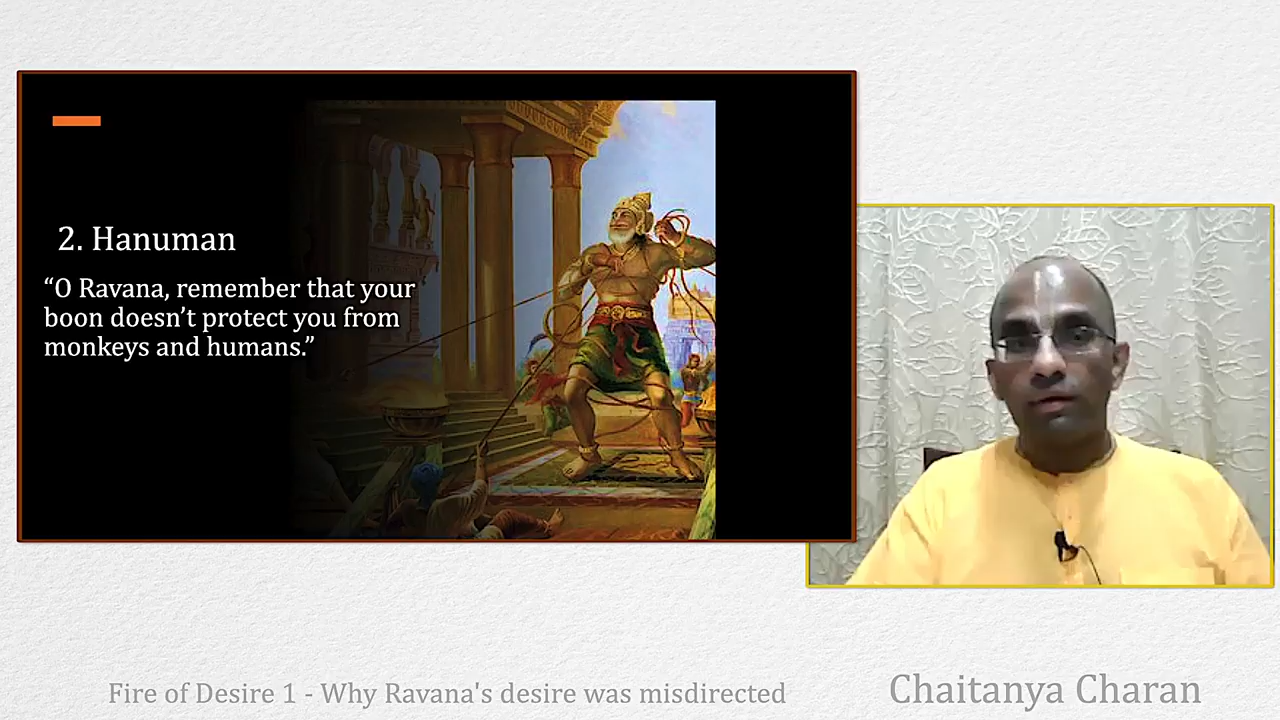 2. Hanuman
“O Ravana, remember that your
boon doesn’t protect you from
monkeys and humans.”
Fire of Desire 1 - Why Ravana's desire was misdirected
Chaitanya Charan